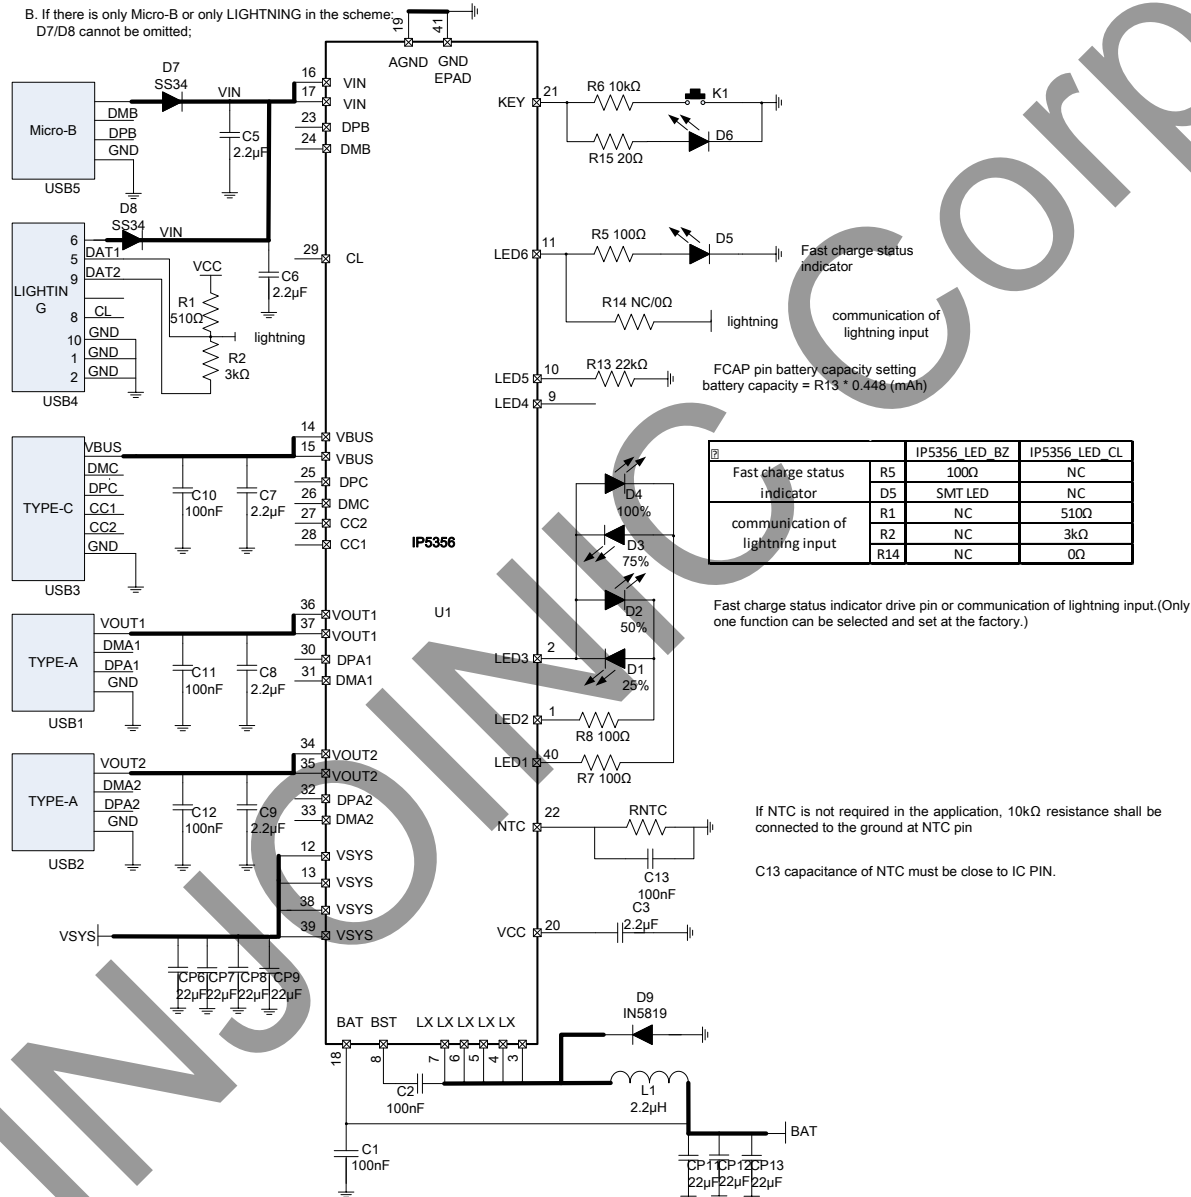 B. If there is only Micro-B or only LIGHTNING in the scheme:
D7/D8 cannot be omitted;
19
41
AGND
GND
EPAD
Micro-B
USB5
DMB
DPB
GND
D7
SS34
VIN
C5
2.2µF
16
VIN
17
VIN
23
DPB
24
DMB
29
CL
KEY
21
R6 10kΩ
K1
R15 20Ω
D6
D8
SS34
VIN
LIGHTIN
G
USB4
6
5
DAT1
9
DAT2
8
CL
10
GND
1
GND
2
GND
C6
2.2µF
VCC
R1
510Ω
lightning
R2
3kΩ
LED6
11
R5 100Ω
D5
Fast charge status
indicator
R14 NC/0Ω
lightning
communication of
lightning input
LED5
10
R13 22kΩ
LED4
9
FCAP pin battery capacity setting
battery capacity = R13 * 0.448 (mAh)
TYPE-C
USB3
VBUS
DMC
DPC
CC1
CC2
GND
C10
100nF
C7
2.2µF
14
VBUS
15
VBUS
25
DPC
26
DMC
27
CC2
28
CC1
IP5356
U1
D4
100%
D3
75%
D2
50%
D1
25%
LED3
2
LED2
1
R8 100Ω
LED1
40
R7 100Ω
IP5356_LED_BZ IP5356_LED_CL
Fast charge status
indicator
R5 100Ω NC
D5 SMT LED NC
communication of
lightning input
R1 NC 510Ω
R2 NC 3kΩ
R14 NC 0Ω
Fast charge status indicator drive pin or communication of lightning input.(Only
one function can be selected and set at the factory.)
TYPE-A
USB1
VOUT1
DMA1
DPA1
GND
C11
100nF
C8
2.2µF
36
VOUT1
37
VOUT1
30
DPA1
31
DMA1
TYPE-A
USB2
VOUT2
DMA2
DPA2
GND
C12
100nF
C9
2.2µF
34
VOUT2
35
VOUT2
32
DPA2
33
DMA2
12
VSYS
13
VSYS
38
VSYS
39
VSYS
VSYS
CP6
22µF
CP7
22µF
CP8
22µF
CP9
22µF
NTC
22
RNTC
C13
100nF
If NTC is not required in the application, 10kΩ resistance shall be
connected to the ground at NTC pin
C13 capacitance of NTC must be close to IC PIN.
VCC
20
C3
2.2µF
BAT
BST
LX LX LX LX LX
18
8
7
6
5
4
3
D9
IN5819
C2
100nF
L1
2.2µH
C1
100nF
BAT
CP11
22µF
CP12
22µF
CP13
22µF
INJOINIC Corp